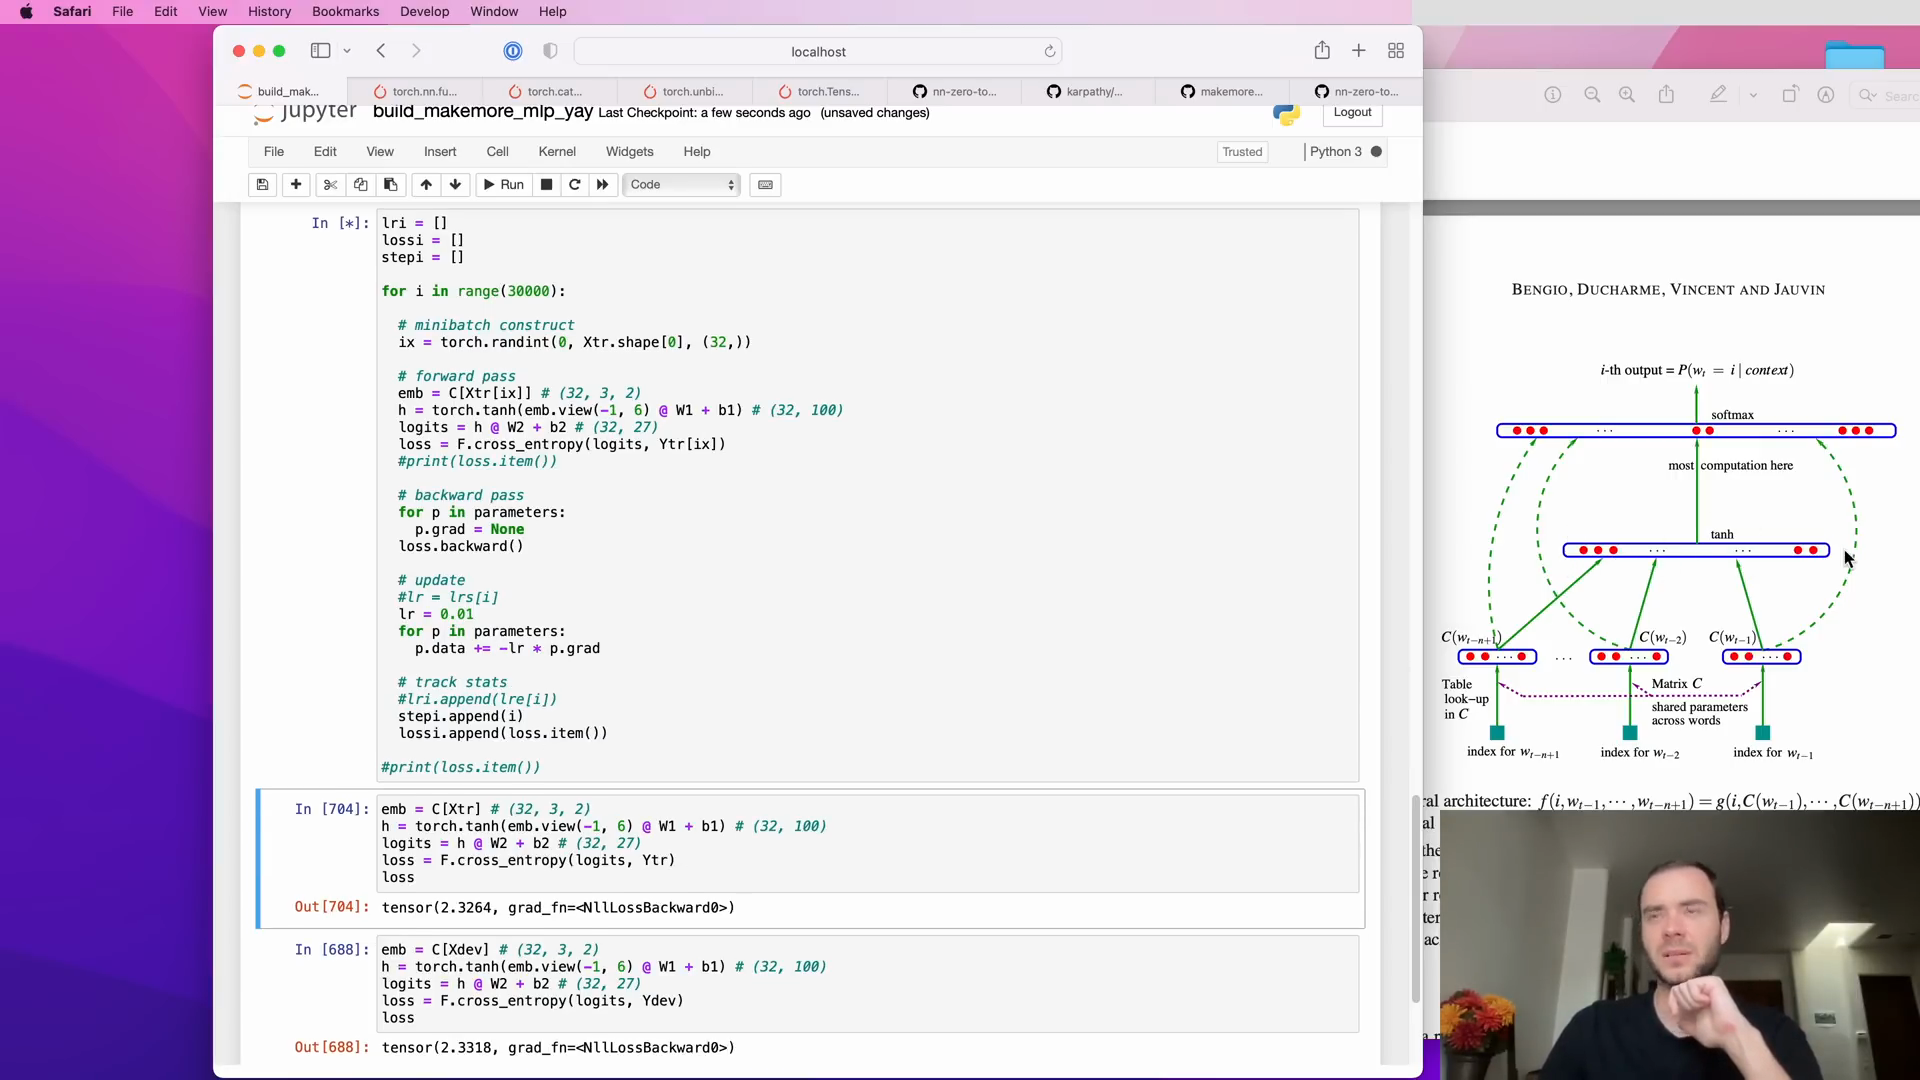 Safari File Edit View History Bookmarks Develop Window Help
localhost
build_mak... torch.nn.fu... torch.cat... torch.unbi... torch.Tens... nn-zero-to... karpathy/... makemore... nn-zero-to...
jupyter build_makemore_mlp_yay Last Checkpoint: a few seconds ago (unsaved changes) Logout
File Edit View Insert Cell Kernel Widgets Help Trusted Python 3
Run Code
In [*]: lri = []
lossi = []
stepi = []
for i in range(30000):
# minibatch construct
ix = torch.randint(0, Xtr.shape[0], (32,))
# forward pass
emb = C[Xtr[ix]] # (32, 3, 2)
h = torch.tanh(emb.view(-1, 6) @ W1 + b1) # (32, 100)
logits = h @ W2 + b2 # (32, 27)
loss = F.cross_entropy(logits, Ytr[ix])
#print(loss.item())
# backward pass
for p in parameters:
p.grad = None
loss.backward()
# update
#lr = lrs[i]
lr = 0.01
for p in parameters:
p.data += -lr * p.grad
# track stats
#lri.append(lre[i])
stepi.append(i)
lossi.append(loss.item())
#print(loss.item())
In [704]: emb = C[Xtr] # (32, 3, 2)
h = torch.tanh(emb.view(-1, 6) @ W1 + b1) # (32, 100)
logits = h @ W2 + b2 # (32, 27)
loss = F.cross_entropy(logits, Ytr)
loss
Out[704]: tensor(2.3264, grad_fn=<NllLossBackward0>)
In [688]: emb = C[Xdev] # (32, 3, 2)
h = torch.tanh(emb.view(-1, 6) @ W1 + b1) # (32, 100)
logits = h @ W2 + b2 # (32, 27)
loss = F.cross_entropy(logits, Ydev)
loss
Out[688]: tensor(2.3318, grad_fn=<NllLossBackward0>)
Search
BENGIO, DUCHARME, VINCENT AND JAUVIN
i-th output = P(w_t = i | context)
softmax
... ... 
most computation here
tanh
... ...
C(w_{t-n+1}) C(w_{t-2}) C(w_{t-1})
... ... ... ...
Table
look-up
in C
Matrix C
shared parameters
across words
index for w_{t-n+1} index for w_{t-2} index for w_{t-1}
ral architecture: f(i,w_{t-1},···,w_{t-n+1}) = g(i,C(w_{t-1}),···,C(w_{t-n+1}))